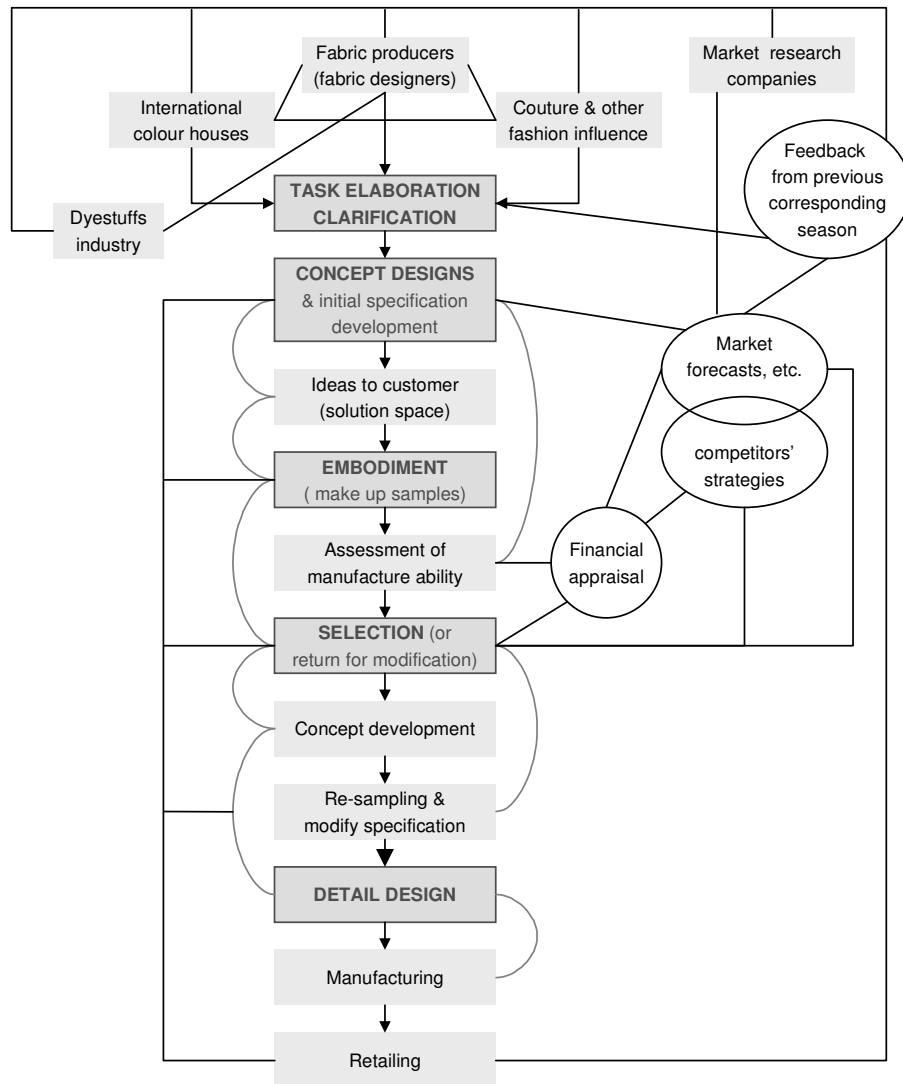 Fabric producers
(fabric designers)
Market research
companies
International
colour houses
Couture & other
fashion influence
Feedback
from previous
corresponding
season
TASK ELABORATION
CLARIFICATION
Dyestuffs
industry
CONCEPT DESIGNS
& initial specification
development
Market
forecasts, etc.
Ideas to customer
(solution space)
competitors'
strategies
EMBODIMENT
( make up samples)
Assessment of
manufacture ability
Financial
appraisal
SELECTION (or
return for modification)
Concept development
Re-sampling &
modify specification
DETAIL DESIGN
Manufacturing
Retailing